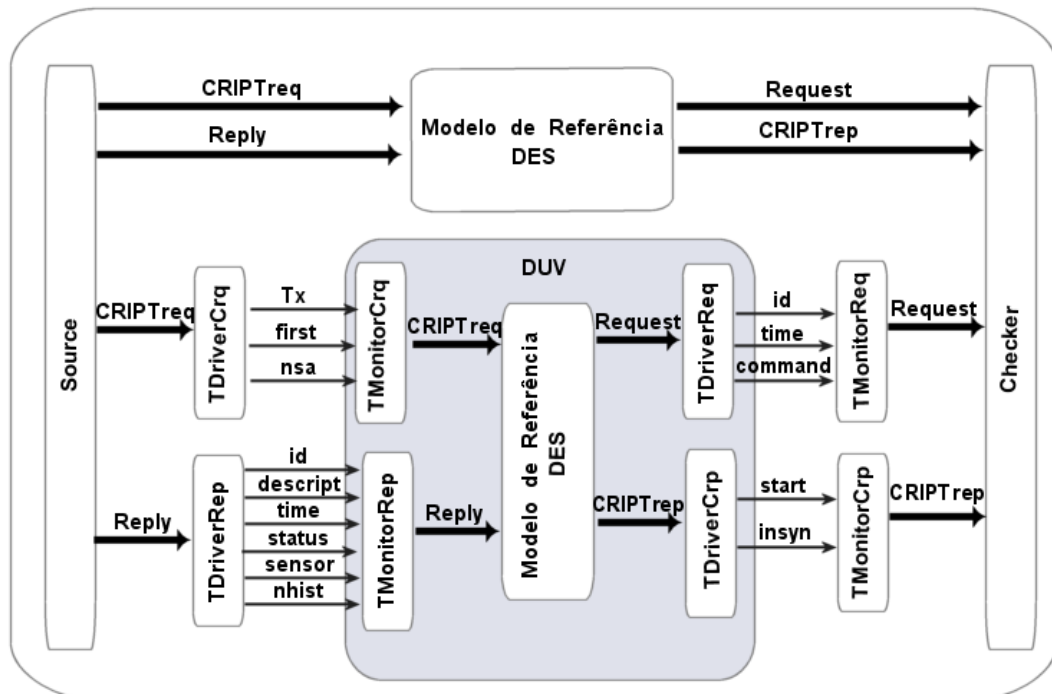 CRIPTreq
Reply
Modelo de Referência
DES
Request
CRIPTrep
Source
Checker
DUV
CRIPTreq
TDriverCrq
Tx
first
nsa
TMonitorCrq
CRIPTreq
Modelo de Referência
DES
Request
TDriverReq
id
time
command
TMonitorReq
Request
Reply
TDriverRep
id
descript
time
status
sensor
nhist
TMonitorRep
Reply
CRIPTrep
TDriverCrp
start
insyn
TMonitorCrp
CRIPTrep